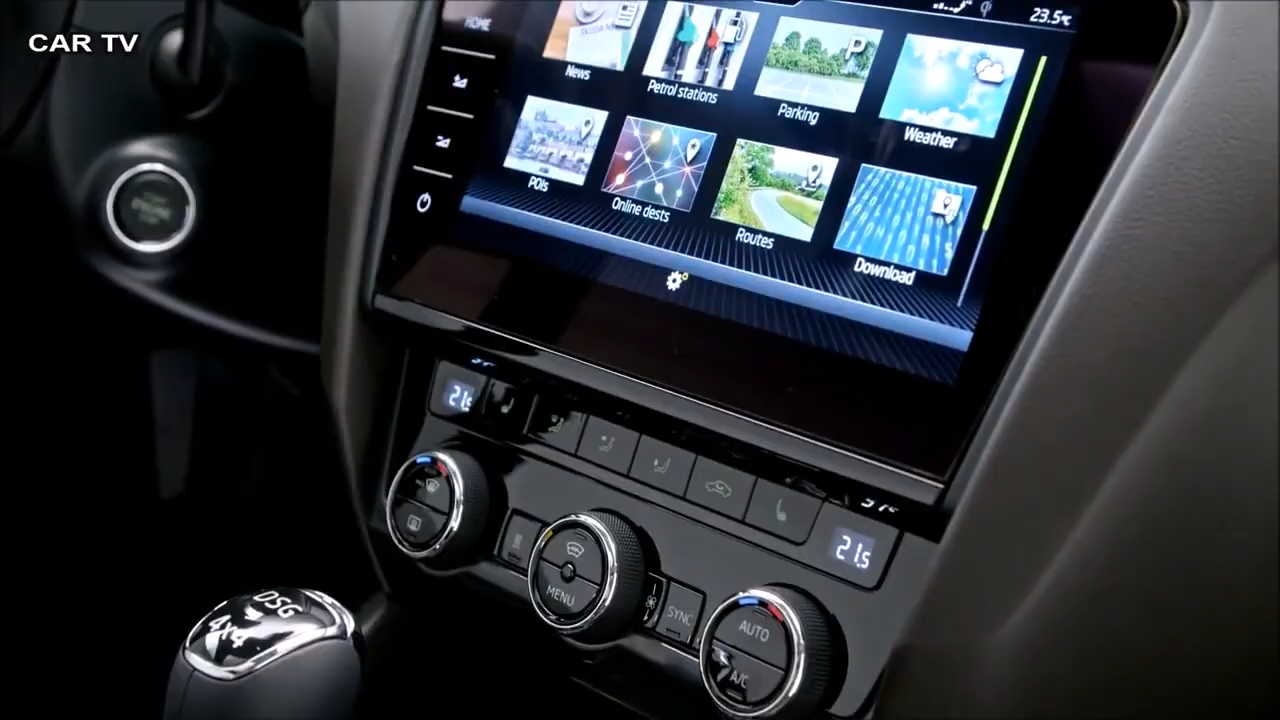 CAR TV
HOME
23.5°C
News
Petrol stations
Parking
Weather
POIs
Online dests
Routes
Download
21.5
21.5
MENU
SYNC
AUTO
A/C
DSG
4x4